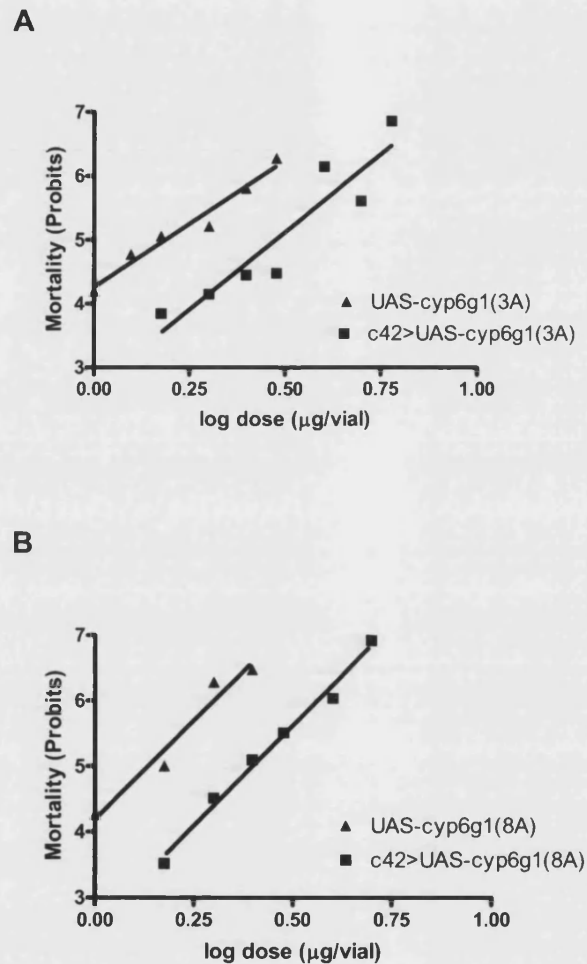 A
Mortality (Probits)
7
6
5
4
3
UAS-cyp6g1(3A)
c42>UAS-cyp6g1(3A)
0.00 0.25 0.50 0.75 1.00
log dose (µg/vial)
B
Mortality (Probits)
7
6
5
4
3
UAS-cyp6g1(8A)
c42>UAS-cyp6g1(8A)
0.00 0.25 0.50 0.75 1.00
log dose (µg/vial)